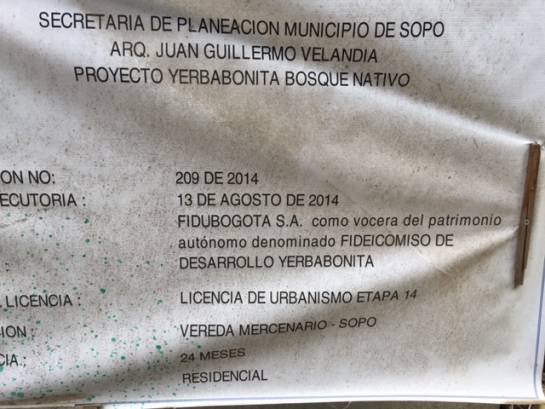 SECRETARIA DE PLANEACION MUNICIPIO DE SOPO
ARQ. JUAN GUILLERMO VELANDIA
PROYECTO YERBABONITA BOSQUE NATIVO
ON NO: 209 DE 2014
ECUTORIA : 13 DE AGOSTO DE 2014
FIDUBOGOTA S.A. como vocera del patrimonio
autónomo denominado FIDEICOMISO DE
DESARROLLO YERBABONITA
LICENCIA : LICENCIA DE URBANISMO ETAPA 14
ION : VEREDA MERCENARIO - SOPO
CIA.; 24 MESES
RESIDENCIAL